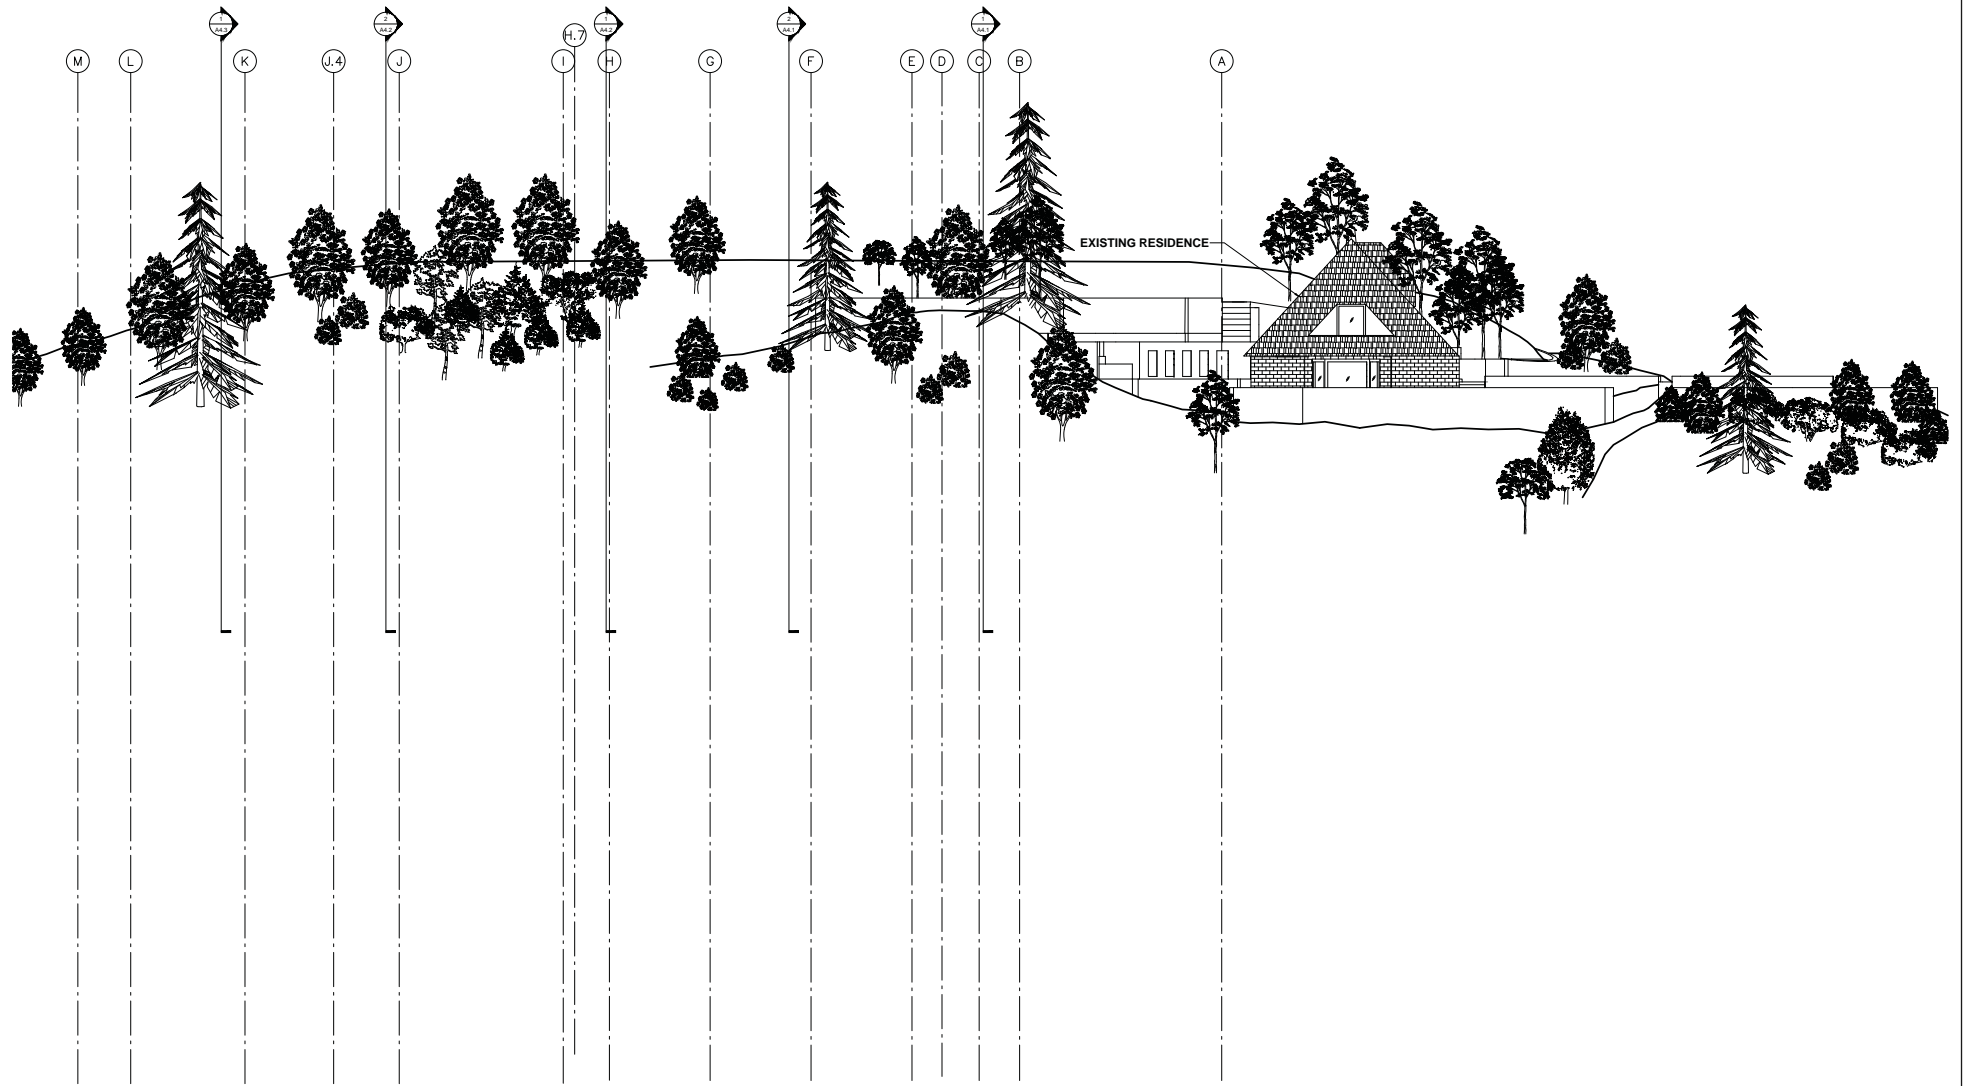 1
A4.3
2
A4.2
1
A4.2
2
A4.1
1
A4.1
H.7
M
L
K
J.4
J
I
H
G
F
E
D
C
B
A
EXISTING RESIDENCE